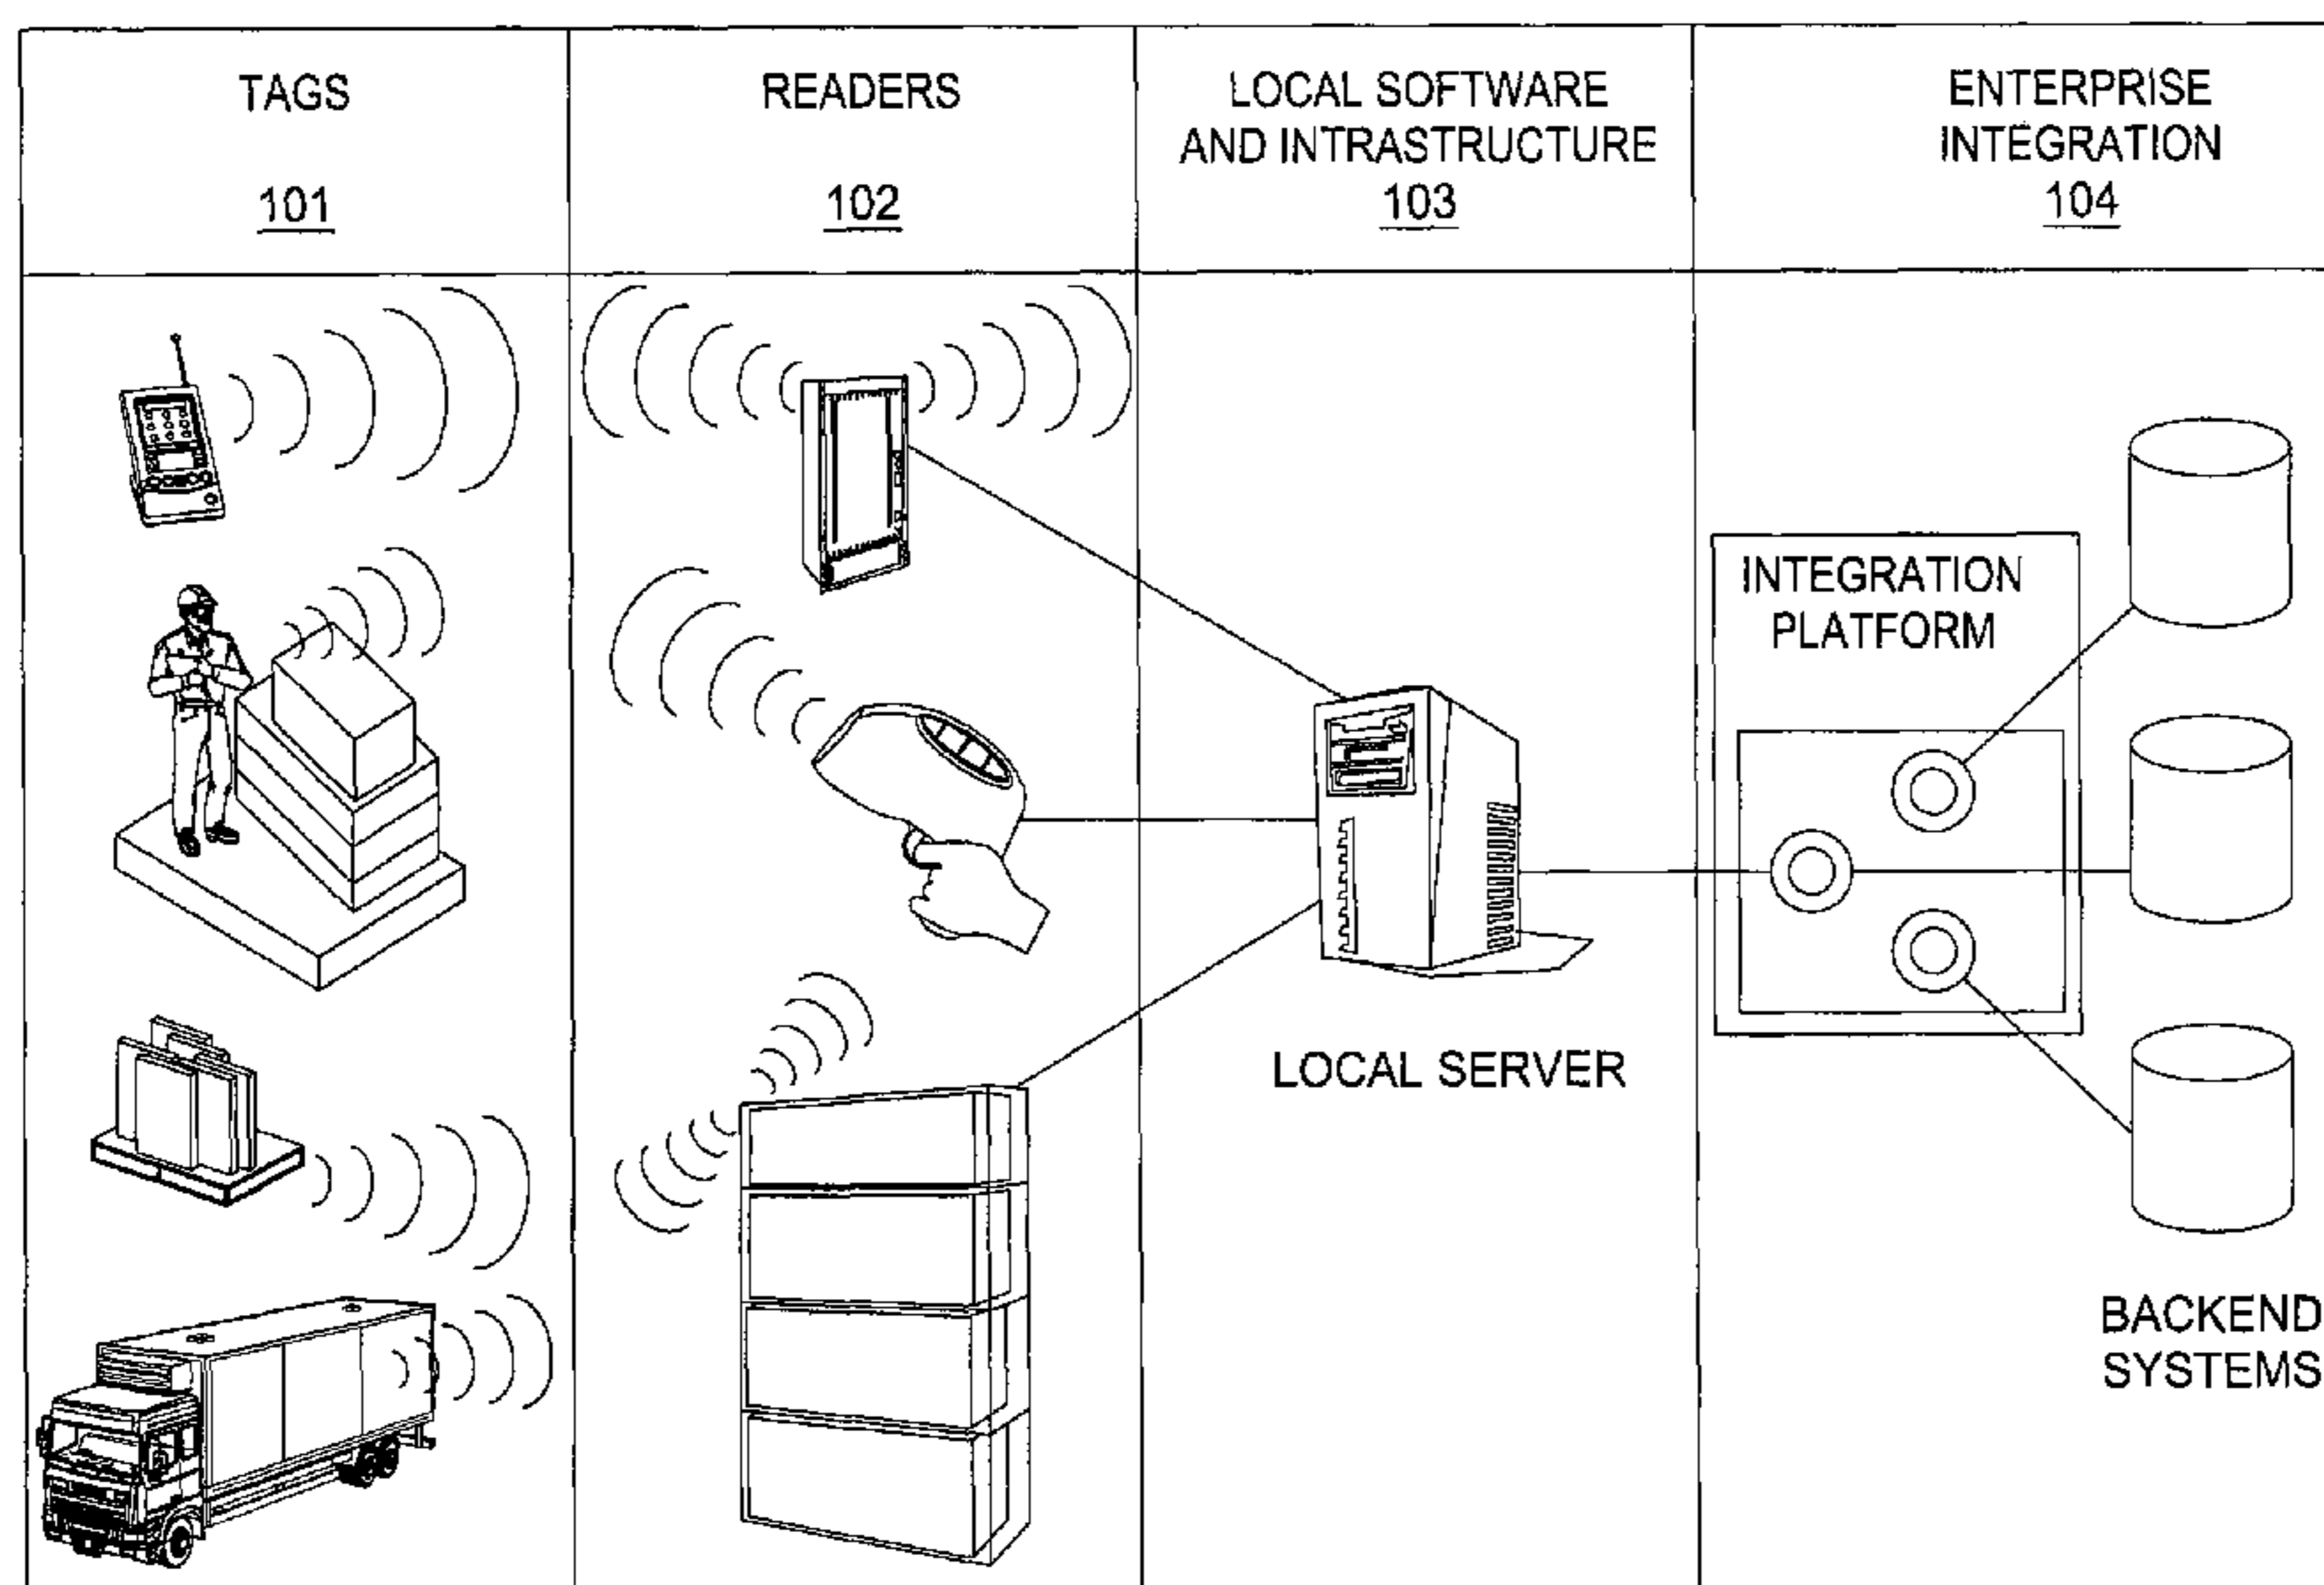 TAGS
101
READERS
102
LOCAL SOFTWARE
AND INTRASTRUCTURE
103
ENTERPRISE
INTEGRATION
104
INTEGRATION
PLATFORM
LOCAL SERVER
BACKEND
SYSTEMS